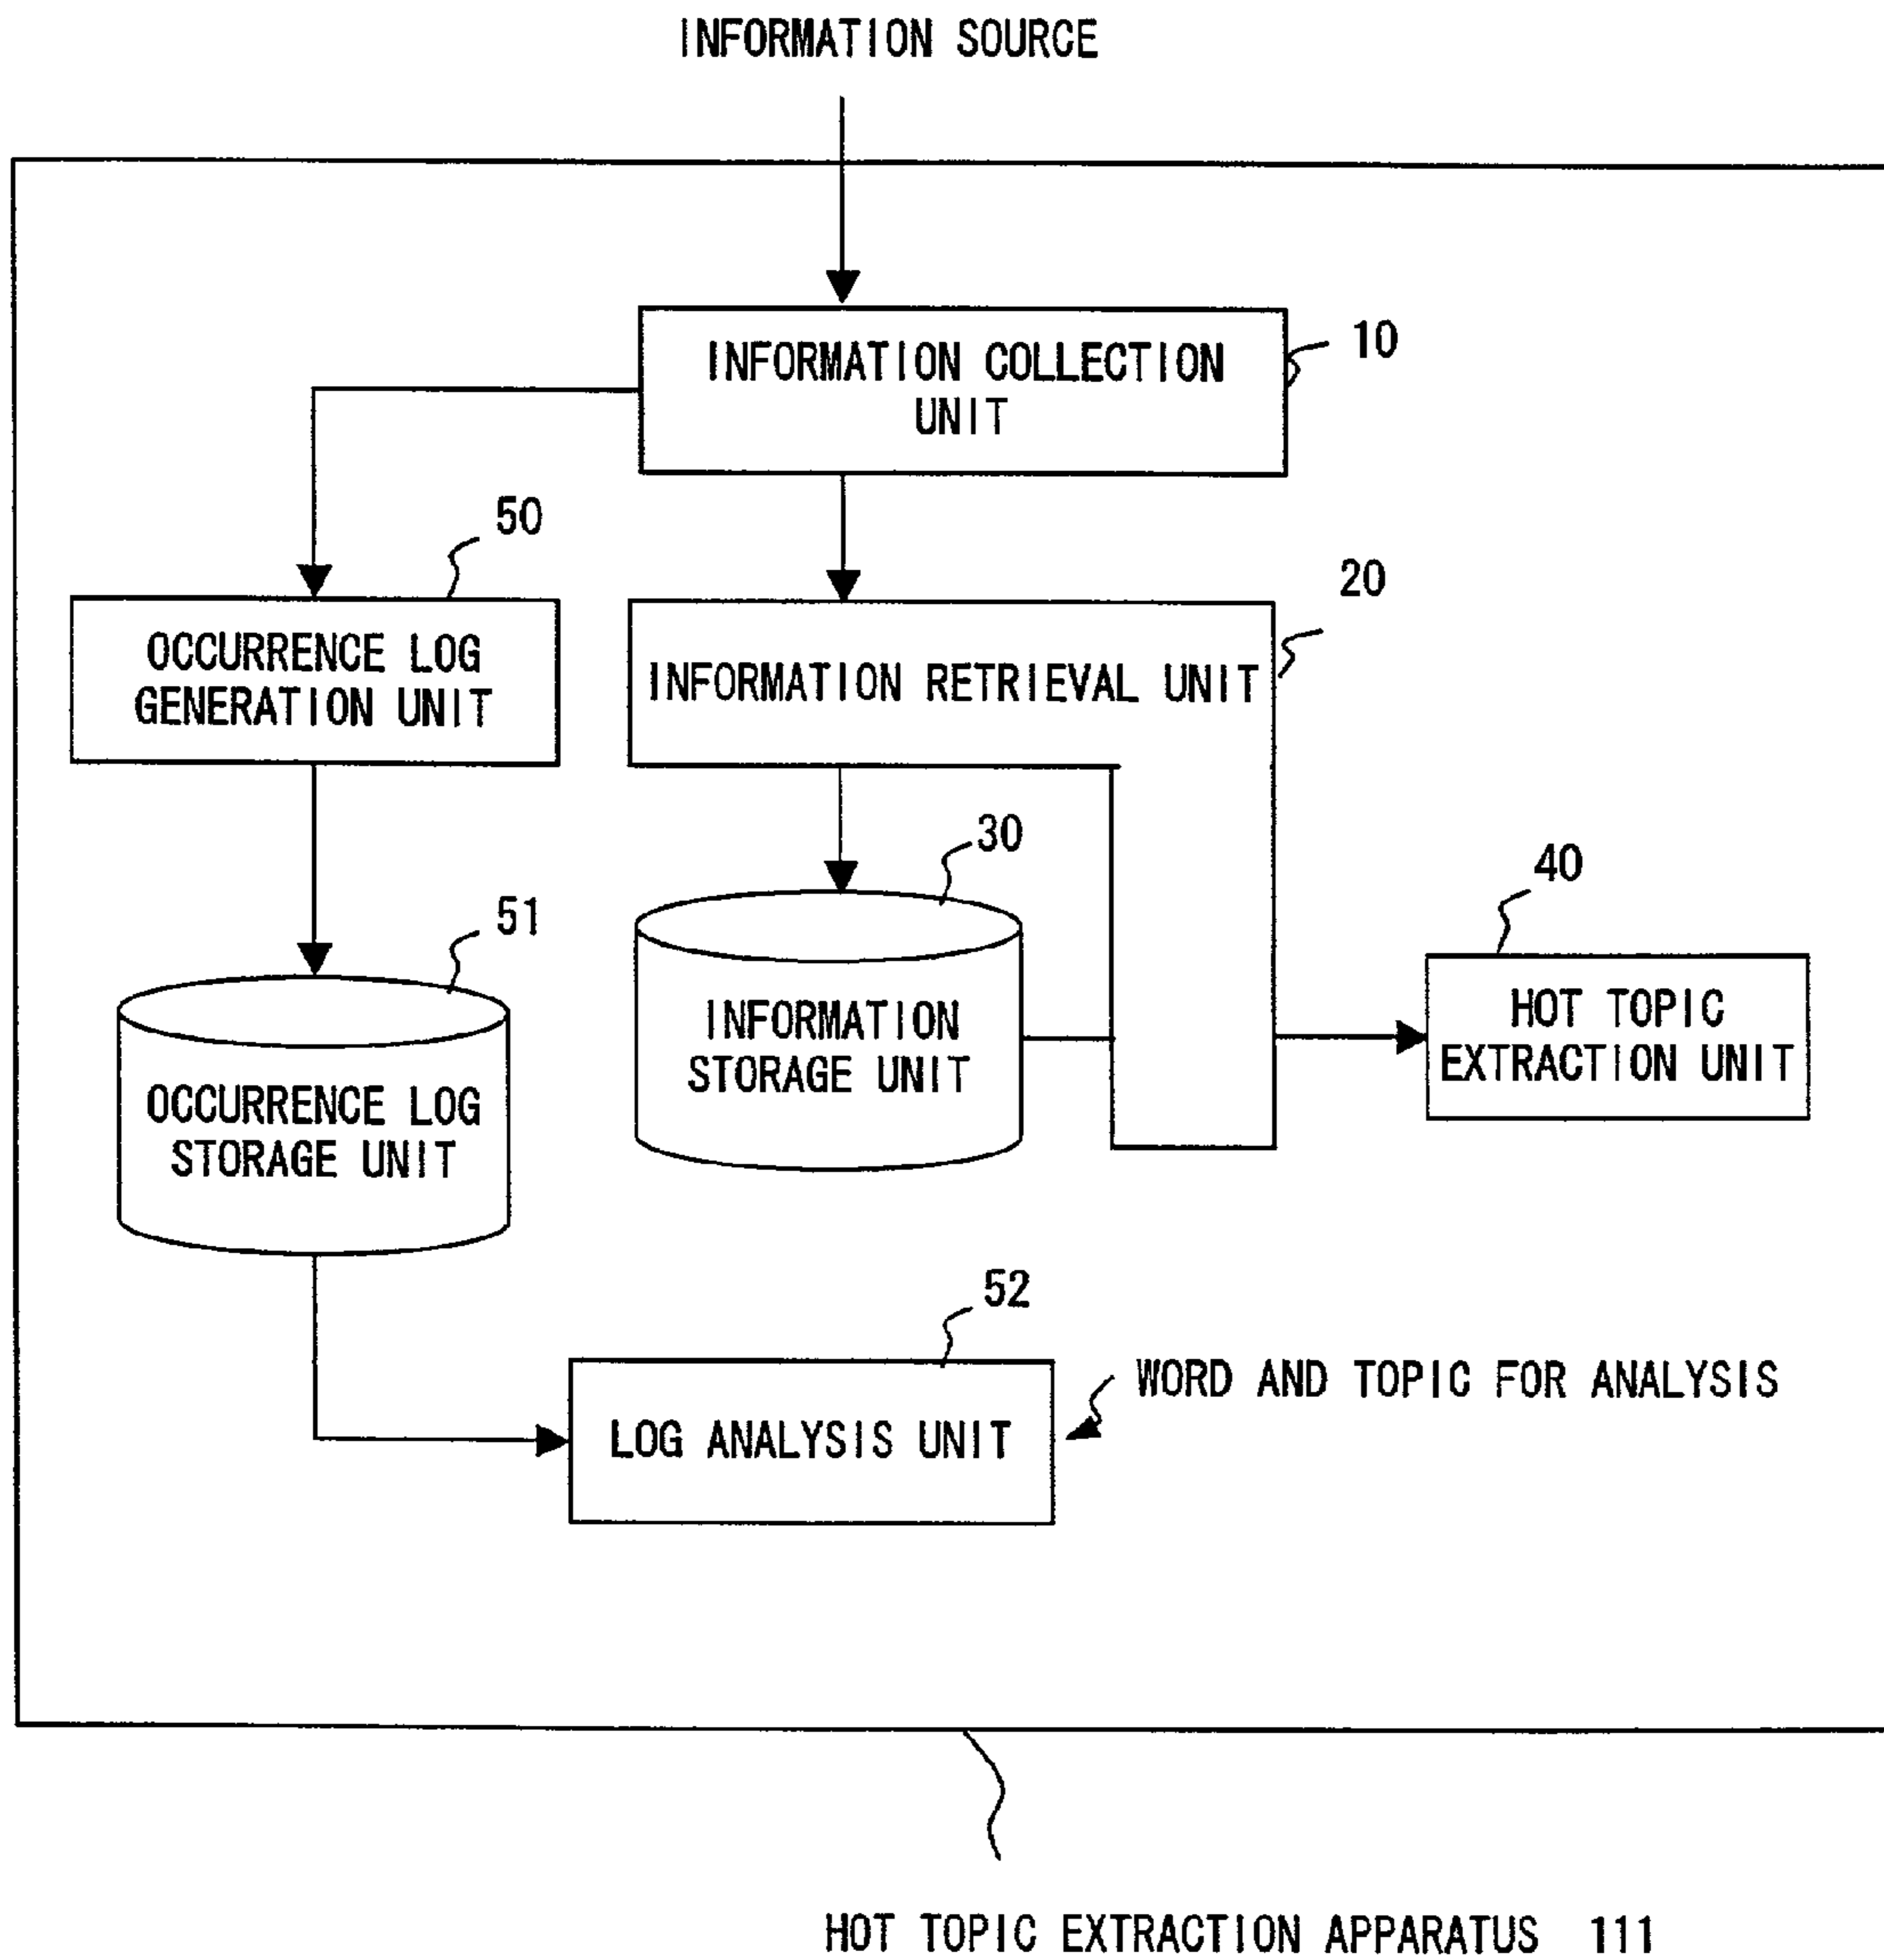 INFORMATION SOURCE
INFORMATION COLLECTION
UNIT
10
50
OCCURRENCE LOG
GENERATION UNIT
20
INFORMATION RETRIEVAL UNIT
30
INFORMATION
STORAGE UNIT
40
HOT TOPIC
EXTRACTION UNIT
51
OCCURRENCE LOG
STORAGE UNIT
52
LOG ANALYSIS UNIT
WORD AND TOPIC FOR ANALYSIS
HOT TOPIC EXTRACTION APPARATUS 111